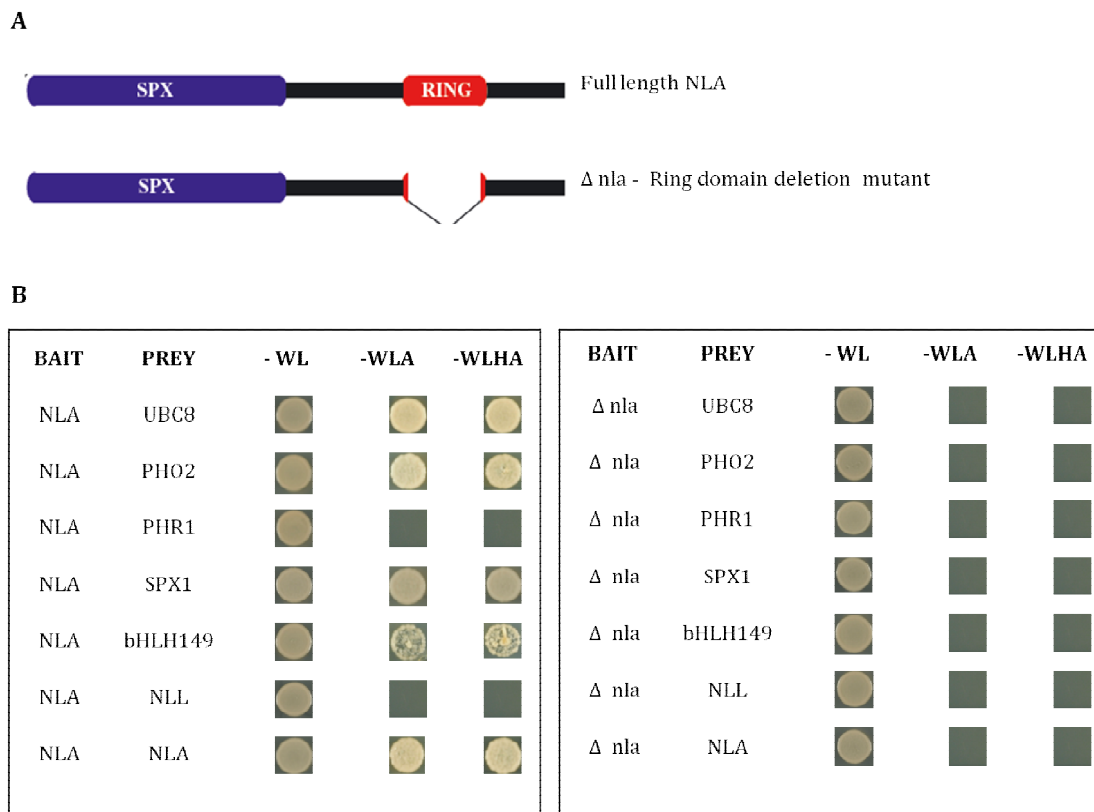 A
SPX RING Full length NLA
SPX Δ nla - Ring domain deletion mutant
B
BAIT PREY - WL -WLA -WLHA
NLA UBC8
NLA PHO2
NLA PHR1
NLA SPX1
NLA bHLH149
NLA NLL
NLA NLA
BAIT PREY - WL -WLA -WLHA
Δ nla UBC8
Δ nla PHO2
Δ nla PHR1
Δ nla SPX1
Δ nla bHLH149
Δ nla NLL
Δ nla NLA